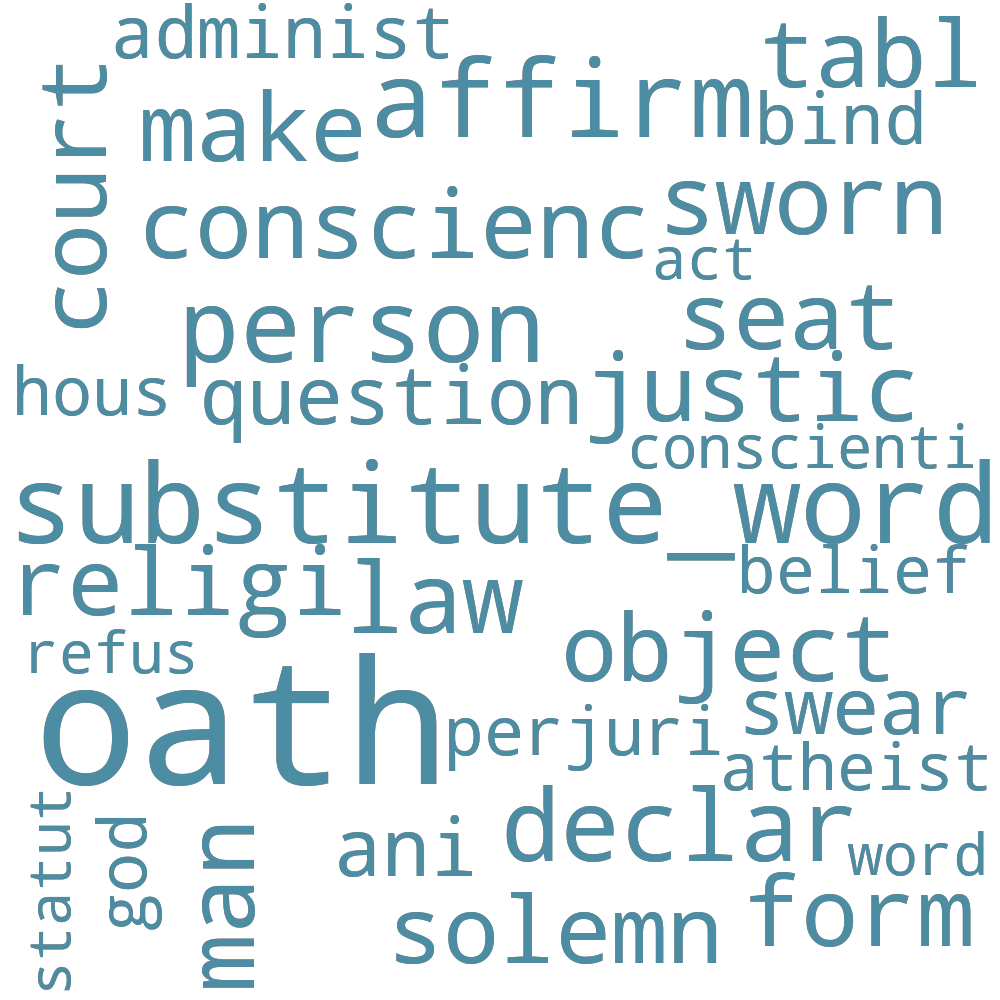 administ
tabl
affirm
make
bind
court
sworn
conscienc
act
seat
person
justic
hous
question
conscienti
substitute_word
religi
law
belief
refus
object
oath
swear
perjuri
atheist
declar
statut
god
man
ani
word
solemn
form